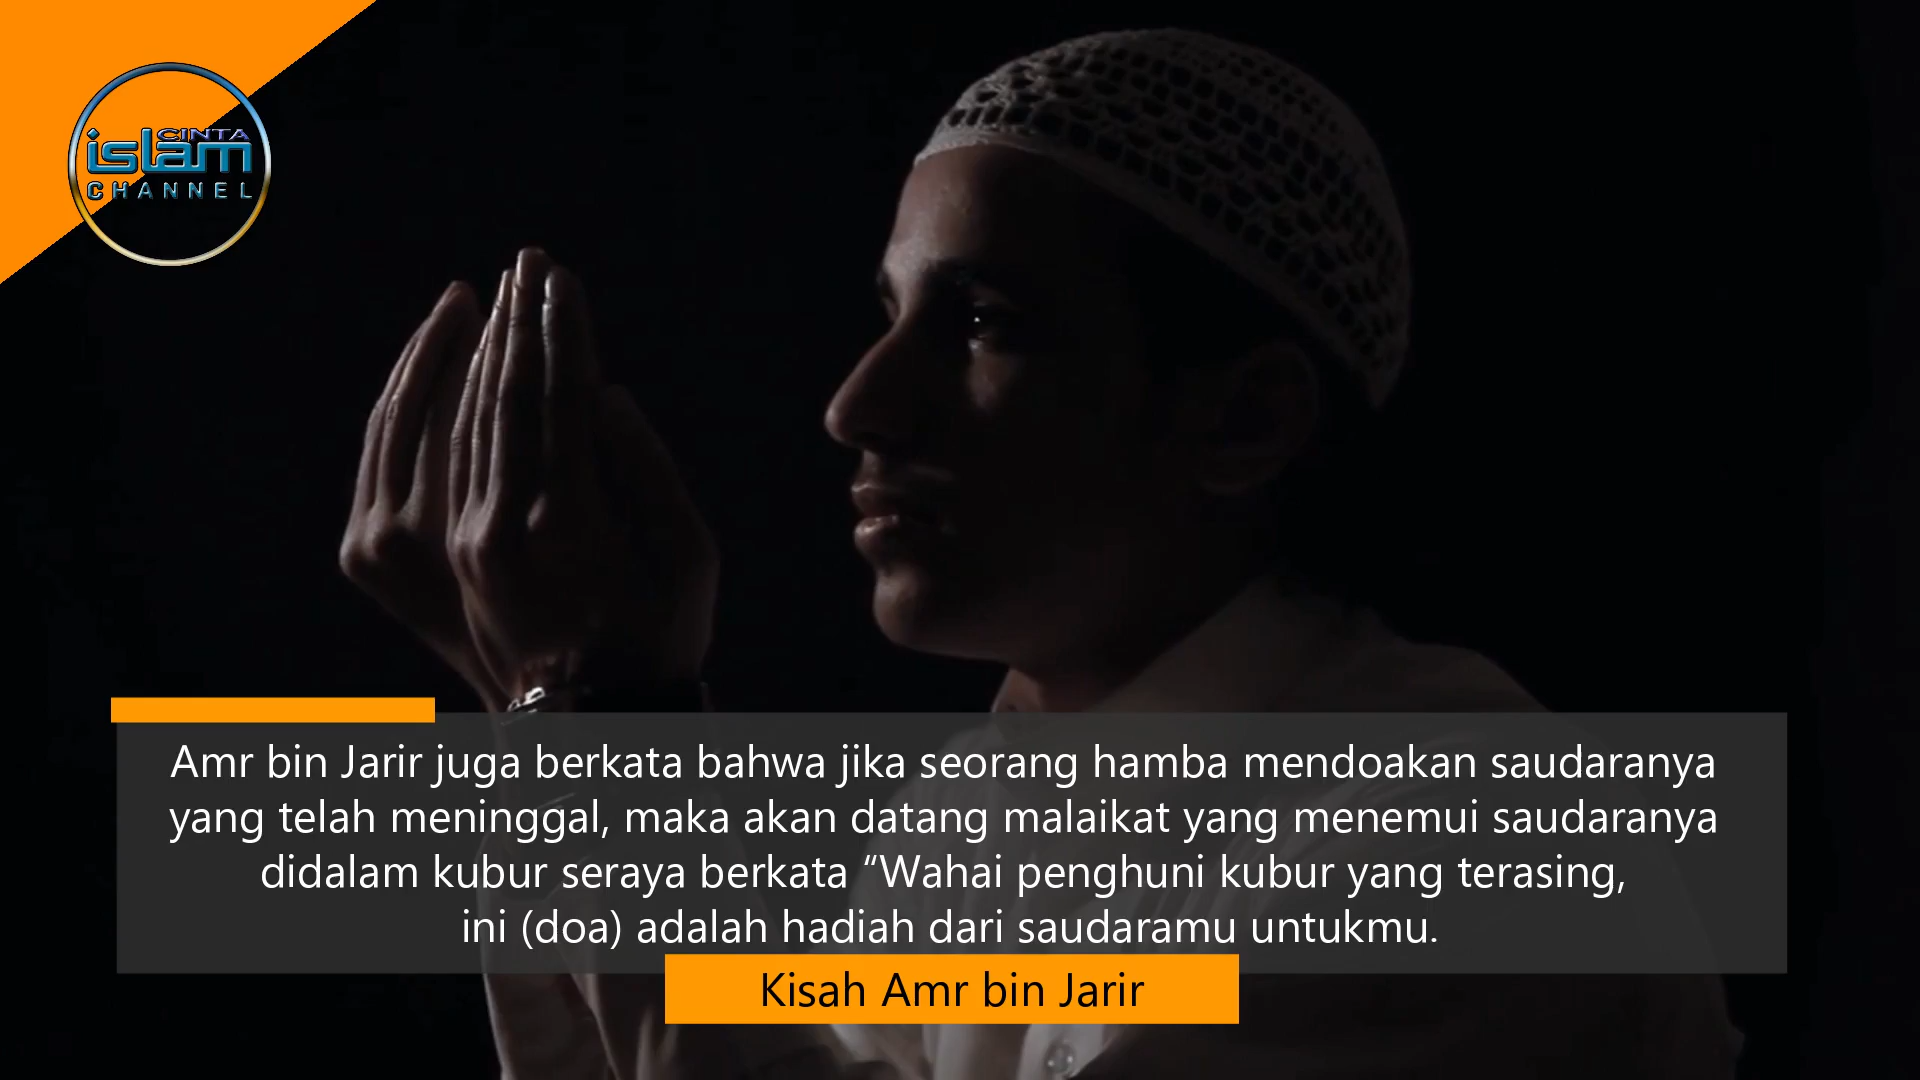 CINTA
islam
CHANNEL
Amr bin Jarir juga berkata bahwa jika seorang hamba mendoakan saudaranya
yang telah meninggal, maka akan datang malaikat yang menemui saudaranya
didalam kubur seraya berkata “Wahai penghuni kubur yang terasing,
ini (doa) adalah hadiah dari saudaramu untukmu.
Kisah Amr bin Jarir